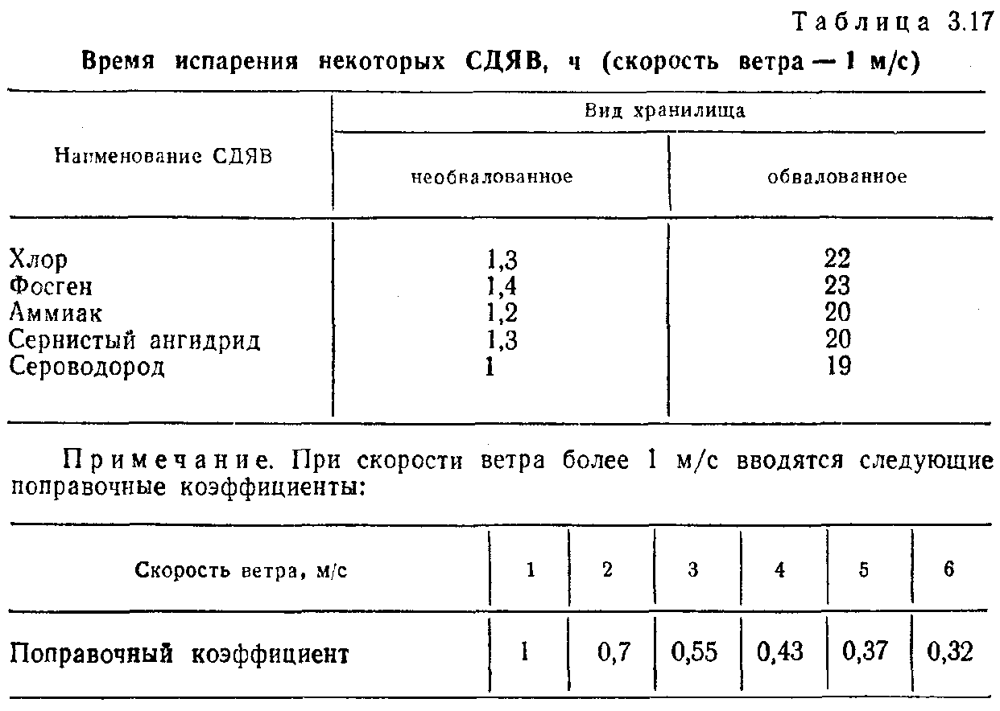 Таблица 3.17
Время испарения некоторых СДЯВ, ч (скорость ветра — 1 м/с)
Наименование СДЯВ
Вид хранилища
необвалованное
обвалованное
Хлор 1,3 22
Фосген 1,4 23
Аммиак 1,2 20
Сернистый ангидрид 1,3 20
Сероводород 1 19
Примечание. При скорости ветра более 1 м/с вводятся следующие
поправочные коэффициенты:
Скорость ветра, м/с 1 2 3 4 5 6
Поправочный коэффициент 1 0,7 0,55 0,43 0,37 0,32